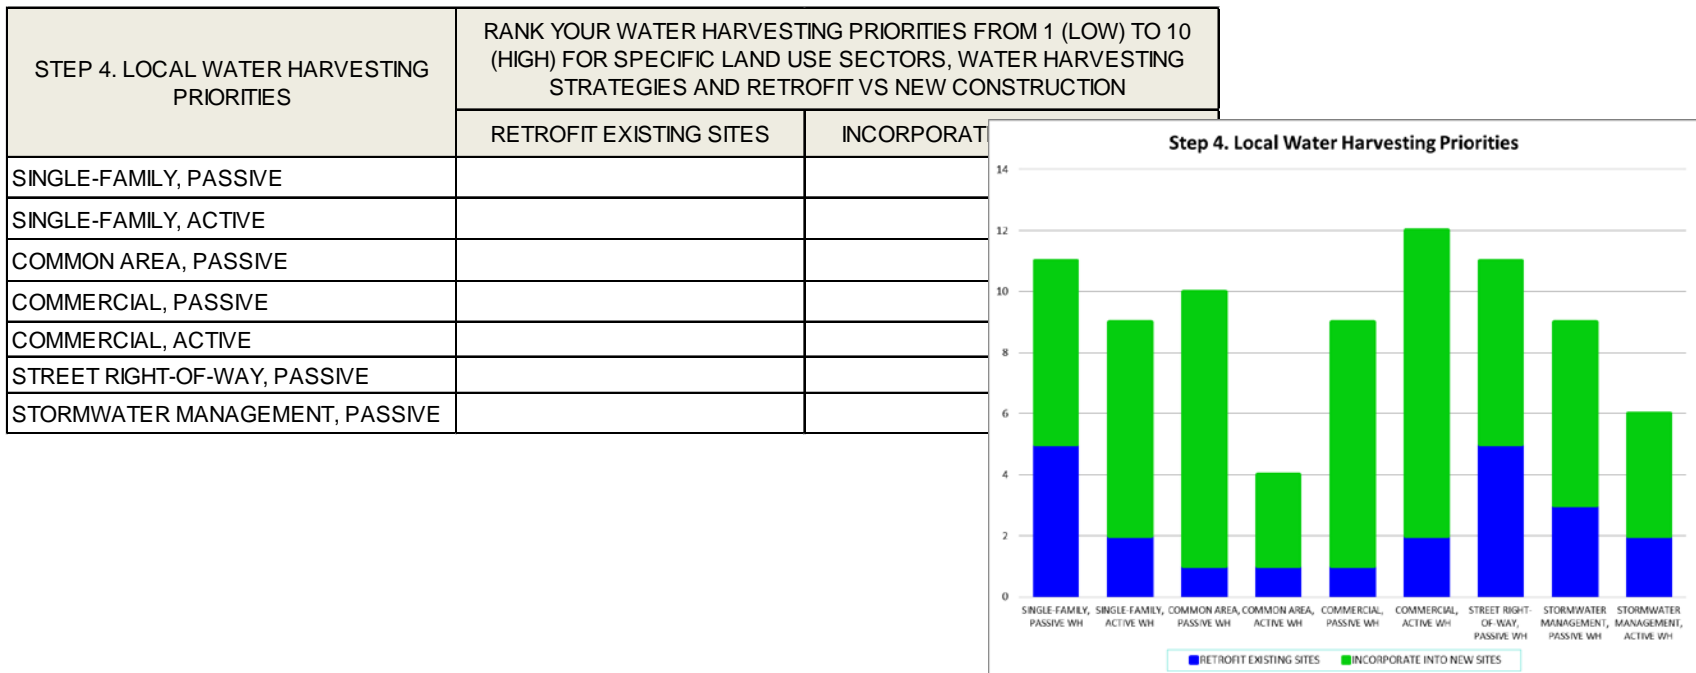 STEP 4. LOCAL WATER HARVESTING
PRIORITIES
RANK YOUR WATER HARVESTING PRIORITIES FROM 1 (LOW) TO 10
(HIGH) FOR SPECIFIC LAND USE SECTORS, WATER HARVESTING
STRATEGIES AND RETROFIT VS NEW CONSTRUCTION
RETROFIT EXISTING SITES
INCORPORAT
SINGLE-FAMILY, PASSIVE
SINGLE-FAMILY, ACTIVE
COMMON AREA, PASSIVE
COMMERCIAL, PASSIVE
COMMERCIAL, ACTIVE
STREET RIGHT-OF-WAY, PASSIVE
STORMWATER MANAGEMENT, PASSIVE
Step 4. Local Water Harvesting Priorities
14
12
10
8
6
4
2
0
SINGLE-FAMILY,
PASSIVE WH
SINGLE-FAMILY,
ACTIVE WH
COMMON AREA,
PASSIVE WH
COMMON AREA,
ACTIVE WH
COMMERCIAL,
PASSIVE WH
COMMERCIAL,
ACTIVE WH
STREET RIGHT-
OF-WAY,
PASSIVE WH
STORMWATER
MANAGEMENT,
PASSIVE WH
STORMWATER
MANAGEMENT,
ACTIVE WH
RETROFIT EXISTING SITES
INCORPORATE INTO NEW SITES